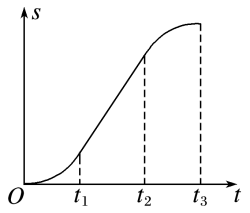 s
O t₁ t₂ t₃ t